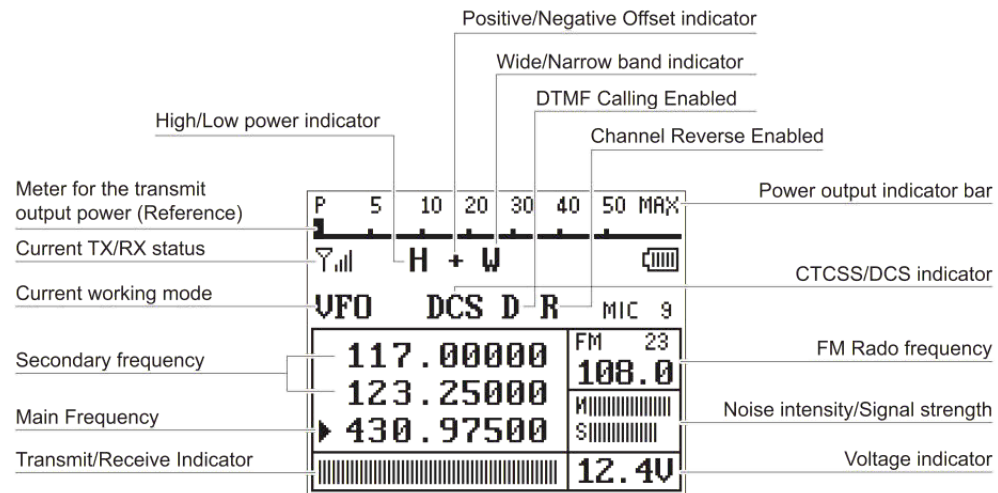 Positive/Negative Offset indicator
Wide/Narrow band indicator
DTMF Calling Enabled
High/Low power indicator
Channel Reverse Enabled
Meter for the transmit
output power (Reference)
Power output indicator bar
P 5 10 20 30 40 50 MAX
Current TX/RX status
H + W
CTCSS/DCS indicator
Current working mode
VFO DCS D R MIC 9
Secondary frequency
117.00000
123.25000
FM 23
108.0
FM Rado frequency
Main Frequency
430.97500
M
S
Noise intensity/Signal strength
Transmit/Receive Indicator
12.4V
Voltage indicator